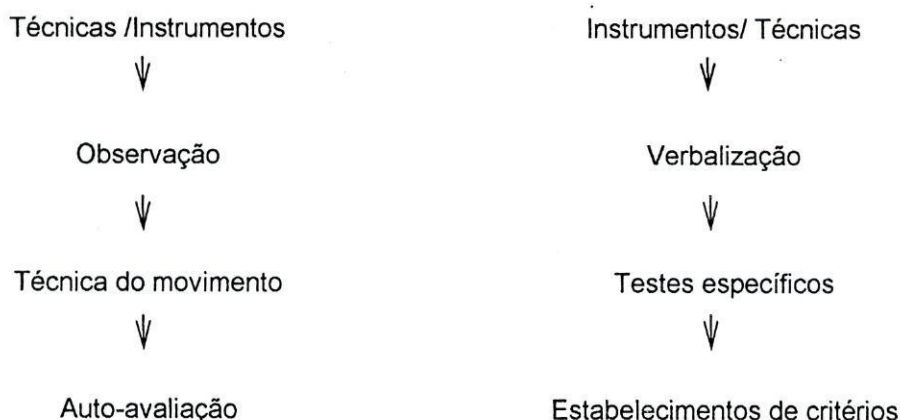 Técnicas /Instrumentos
Instrumentos/ Técnicas
Observação
Verbalização
Técnica do movimento
Testes específicos
Auto-avaliação
Estabelecimentos de critérios